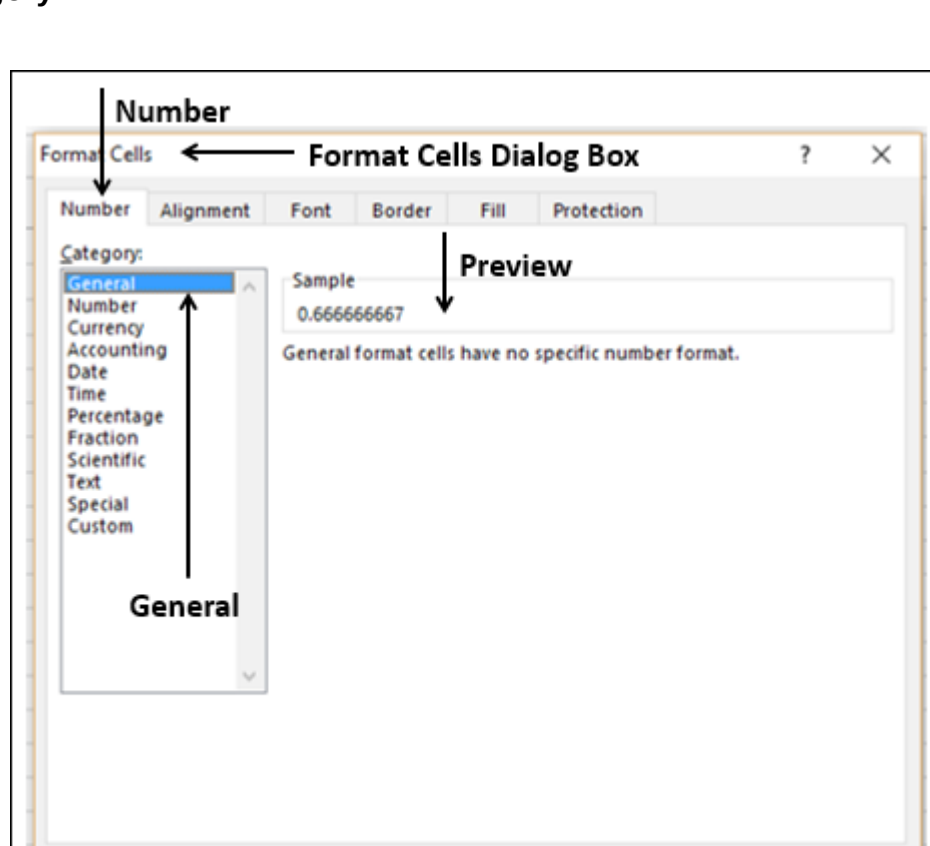 Number
Format Cells
Format Cells Dialog Box
?
Number Alignment Font Border Fill Protection
Category:
Preview
General
Sample
Number
0.666666667
Currency
Accounting
General format cells have no specific number format.
Date
Time
Percentage
Fraction
Scientific
Text
Special
Custom
General